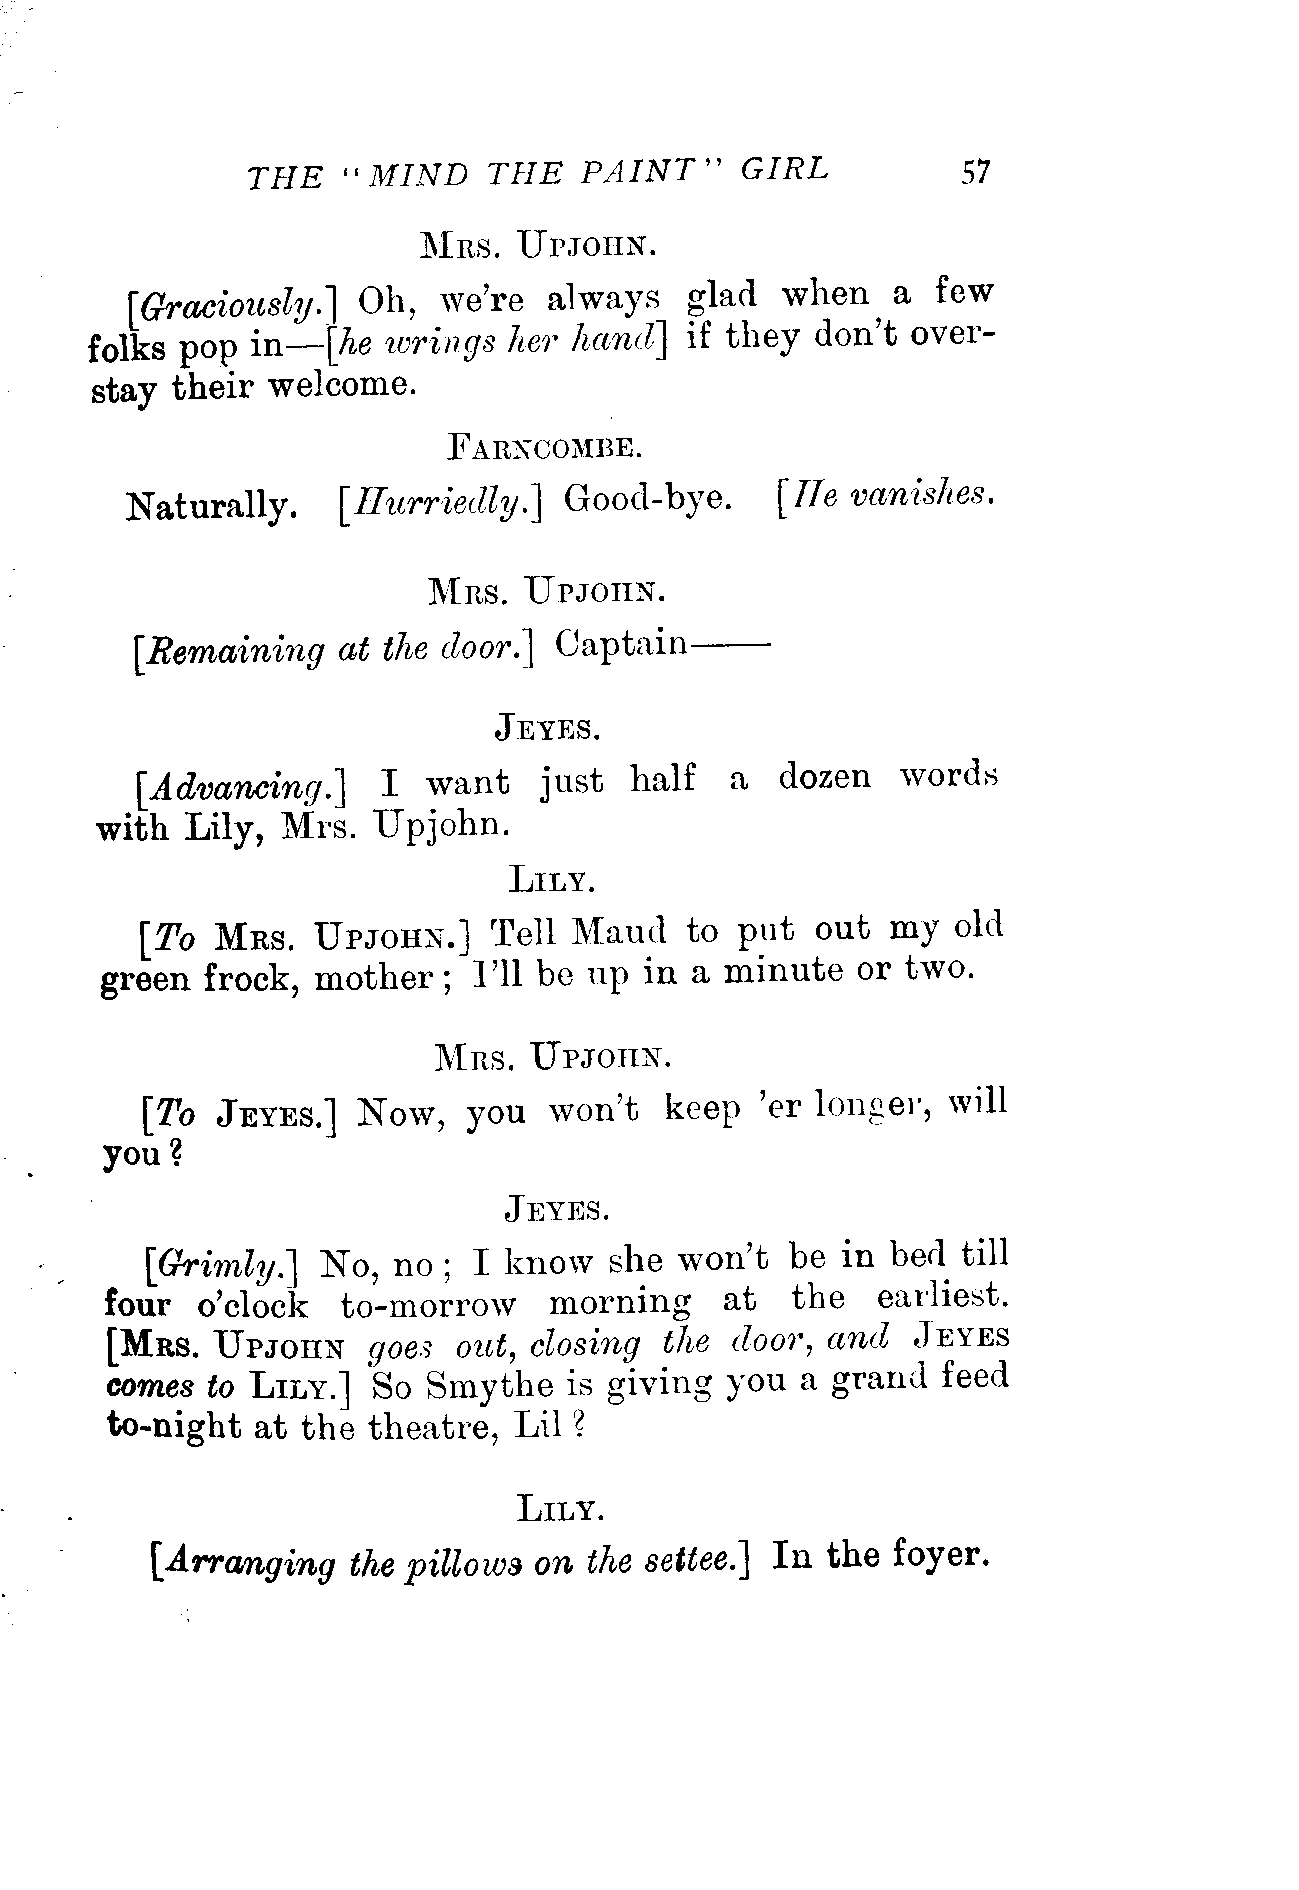 THE "MIND THE PAINT" GIRL 57
MRS. UPJOHN.
[Graciously.] Oh, we're always glad when a few
folks pop in—[he wrings her hand] if they don't over-
stay their welcome.
FARNCOMBE.
Naturally. [Hurriedly.] Good-bye. [He vanishes.
MRS. UPJOHN.
[Remaining at the door.] Captain——
JEYES.
[Advancing.] I want just half a dozen words
with Lily, Mrs. Upjohn.
LILY.
[To MRS. UPJOHN.] Tell Maud to put out my old
green frock, mother; I'll be up in a minute or two.
MRS. UPJOHN.
[To JEYES.] Now, you won't keep 'er longer, will
you?
JEYES.
[Grimly.] No, no; I know she won't be in bed till
four o'clock to-morrow morning at the earliest.
[MRS. UPJOHN goes out, closing the door, and JEYES
comes to LILY.] So Smythe is giving you a grand feed
to-night at the theatre, Lil?
LILY.
[Arranging the pillows on the settee.] In the foyer.